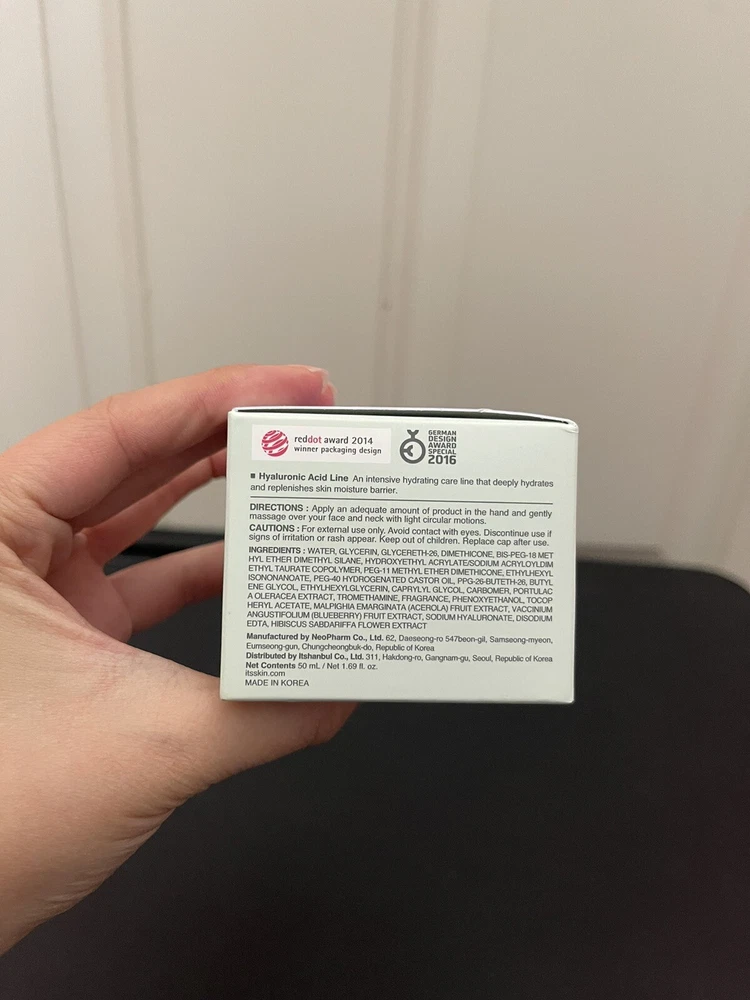 reddot award 2014
winner packaging design
GERMAN
DESIGN
AWARD
SPECIAL
2016
■ Hyaluronic Acid Line An intensive hydrating care line that deeply hydrates
and replenishes skin moisture barrier.
DIRECTIONS : Apply an adequate amount of product in the hand and gently
massage over your face and neck with light circular motions.
CAUTIONS : For external use only. Avoid contact with eyes. Discontinue use if
signs of irritation or rash appear. Keep out of children. Replace cap after use.
INGREDIENTS : WATER, GLYCERIN, GLYCERETH-26, DIMETHICONE, BIS-PEG-18 MET
HYL ETHER DIMETHYL SILANE, HYDROXYETHYL ACRYLATE/SODIUM ACRYLOYLDIM
ETHYL TAURATE COPOLYMER, PEG-11 METHYL ETHER DIMETHICONE, ETHYLHEXYL
ISONONANOATE, PEG-40 HYDROGENATED CASTOR OIL, PPG-26-BUTETH-26, BUTYL
ENE GLYCOL, ETHYLHEXYLGLYCERIN, CAPRYLYL GLYCOL, CARBOMER, PORTULAC
A OLERACEA EXTRACT, TROMETHAMINE, FRAGRANCE, PHENOXYETHANOL, TOCOP
HERYL ACETATE, MALPIGHIA EMARGINATA (ACEROLA) FRUIT EXTRACT, VACCINIUM
ANGUSTIFOLIUM (BLUEBERRY) FRUIT EXTRACT, SODIUM HYALURONATE, DISODIUM
EDTA, HIBISCUS SABDARIFFA FLOWER EXTRACT
Manufactured by NeoPharm Co., Ltd. 62, Daeseong-ro 547beon-gil, Samseong-myeon,
Eumseong-gun, Chungcheongbuk-do, Republic of Korea
Distributed by Itshanbul Co., Ltd. 311, Hakdong-ro, Gangnam-gu, Seoul, Republic of Korea
Net Contents 50 mL / Net 1.69 fl. oz.
itsskin.com
MADE IN KOREA